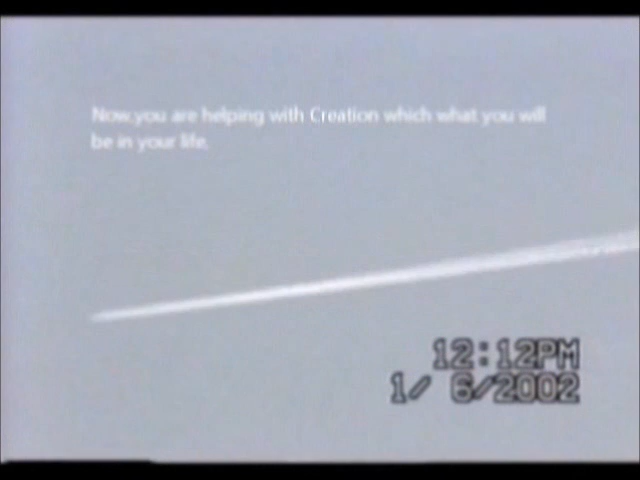 Now,you are helping with Creation which what you will
be in your life.
12:12PM
1/ 6/2002